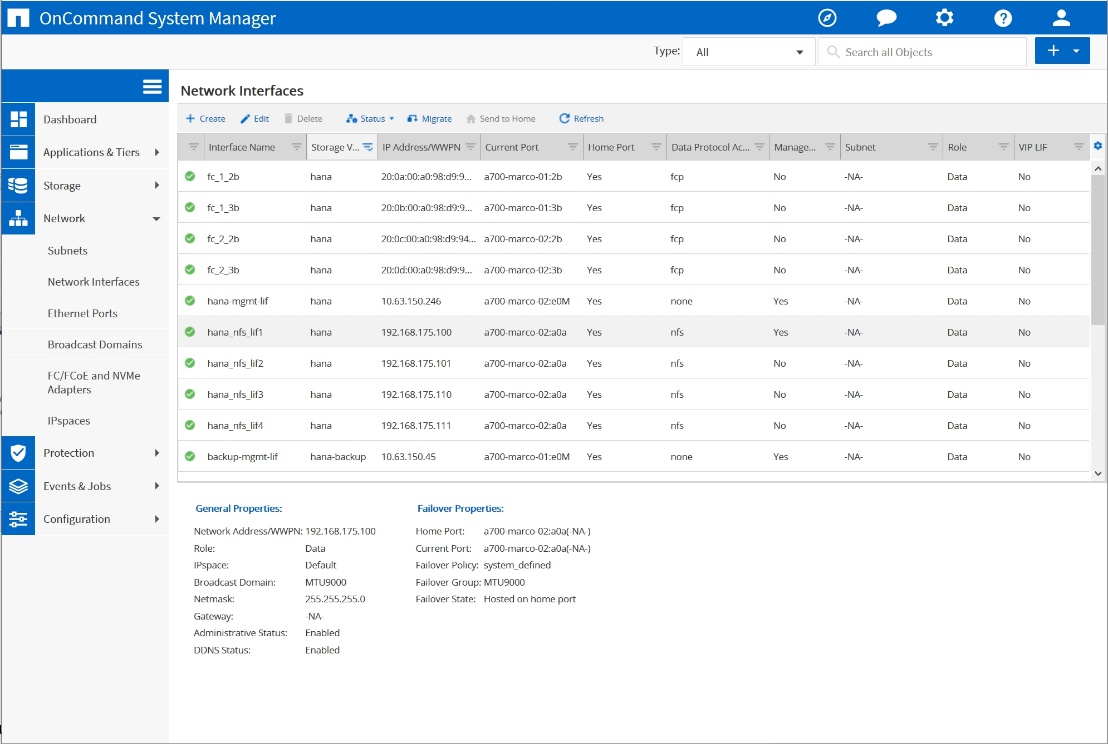 OnCommand System Manager
Type: All Search all Objects
Network Interfaces
Create Edit Delete Status Migrate Send to Home Refresh
Interface Name Storage V... IP Address/WWPN Current Port Home Port Data Protocol Ac... Manage... Subnet Role VIP LIF
fc_1_2b hana 20:0a:00:a0:98:d9:9... a700-marco-01:2b Yes fcp No -NA- Data No
fc_1_3b hana 20:0b:00:a0:98:d9:9... a700-marco-01:3b Yes fcp No -NA- Data No
fc_2_2b hana 20:0c:00:a0:98:d9:94... a700-marco-02:2b Yes fcp No -NA- Data No
fc_2_3b hana 20:0d:00:a0:98:d9:9... a700-marco-02:3b Yes fcp No -NA- Data No
hana-mgmt-lif hana 10.63.150.246 a700-marco-02:e0M Yes none Yes -NA- Data No
hana_nfs_lif1 hana 192.168.175.100 a700-marco-02:a0a Yes nfs Yes -NA- Data No
hana_nfs_lif2 hana 192.168.175.101 a700-marco-02:a0a Yes nfs No -NA- Data No
hana_nfs_lif3 hana 192.168.175.110 a700-marco-02:a0a Yes nfs No -NA- Data No
hana_nfs_lif4 hana 192.168.175.111 a700-marco-02:a0a Yes nfs No -NA- Data No
backup-mgmt-lif hana-backup 10.63.150.45 a700-marco-01:e0M Yes none Yes -NA- Data No
Dashboard
Applications & Tiers
Storage
Network
Subnets
Network Interfaces
Ethernet Ports
Broadcast Domains
FC/FCoE and NVMe
Adapters
IPspaces
Protection
Events & Jobs
Configuration
General Properties:
Network Address/WWPN: 192.168.175.100
Role: Data
IPspace: Default
Broadcast Domain: MTU9000
Netmask: 255.255.255.0
Gateway: -NA-
Administrative Status: Enabled
DDNS Status: Enabled
Failover Properties:
Home Port: a700-marco-02:a0a(-NA-)
Current Port: a700-marco-02:a0a(-NA-)
Failover Policy: system_defined
Failover Group: MTU9000
Failover State: Hosted on home port